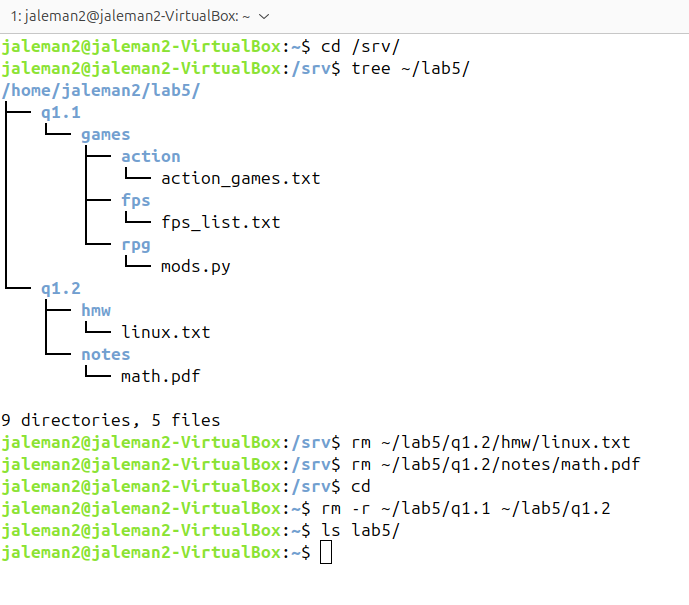 1: jaleman2@jaleman2-VirtualBox: ~
jaleman2@jaleman2-VirtualBox:~$ cd /srv/
jaleman2@jaleman2-VirtualBox:/srv$ tree ~/lab5/
/home/jaleman2/lab5/
├── q1.1
│   └── games
│       ├── action
│       │   └── action_games.txt
│       ├── fps
│       │   └── fps_list.txt
│       └── rpg
│           └── mods.py
└── q1.2
    ├── hmw
    │   └── linux.txt
    └── notes
        └── math.pdf
9 directories, 5 files
jaleman2@jaleman2-VirtualBox:/srv$ rm ~/lab5/q1.2/hmw/linux.txt
jaleman2@jaleman2-VirtualBox:/srv$ rm ~/lab5/q1.2/notes/math.pdf
jaleman2@jaleman2-VirtualBox:/srv$ cd
jaleman2@jaleman2-VirtualBox:~$ rm -r ~/lab5/q1.1 ~/lab5/q1.2
jaleman2@jaleman2-VirtualBox:~$ ls lab5/
jaleman2@jaleman2-VirtualBox:~$